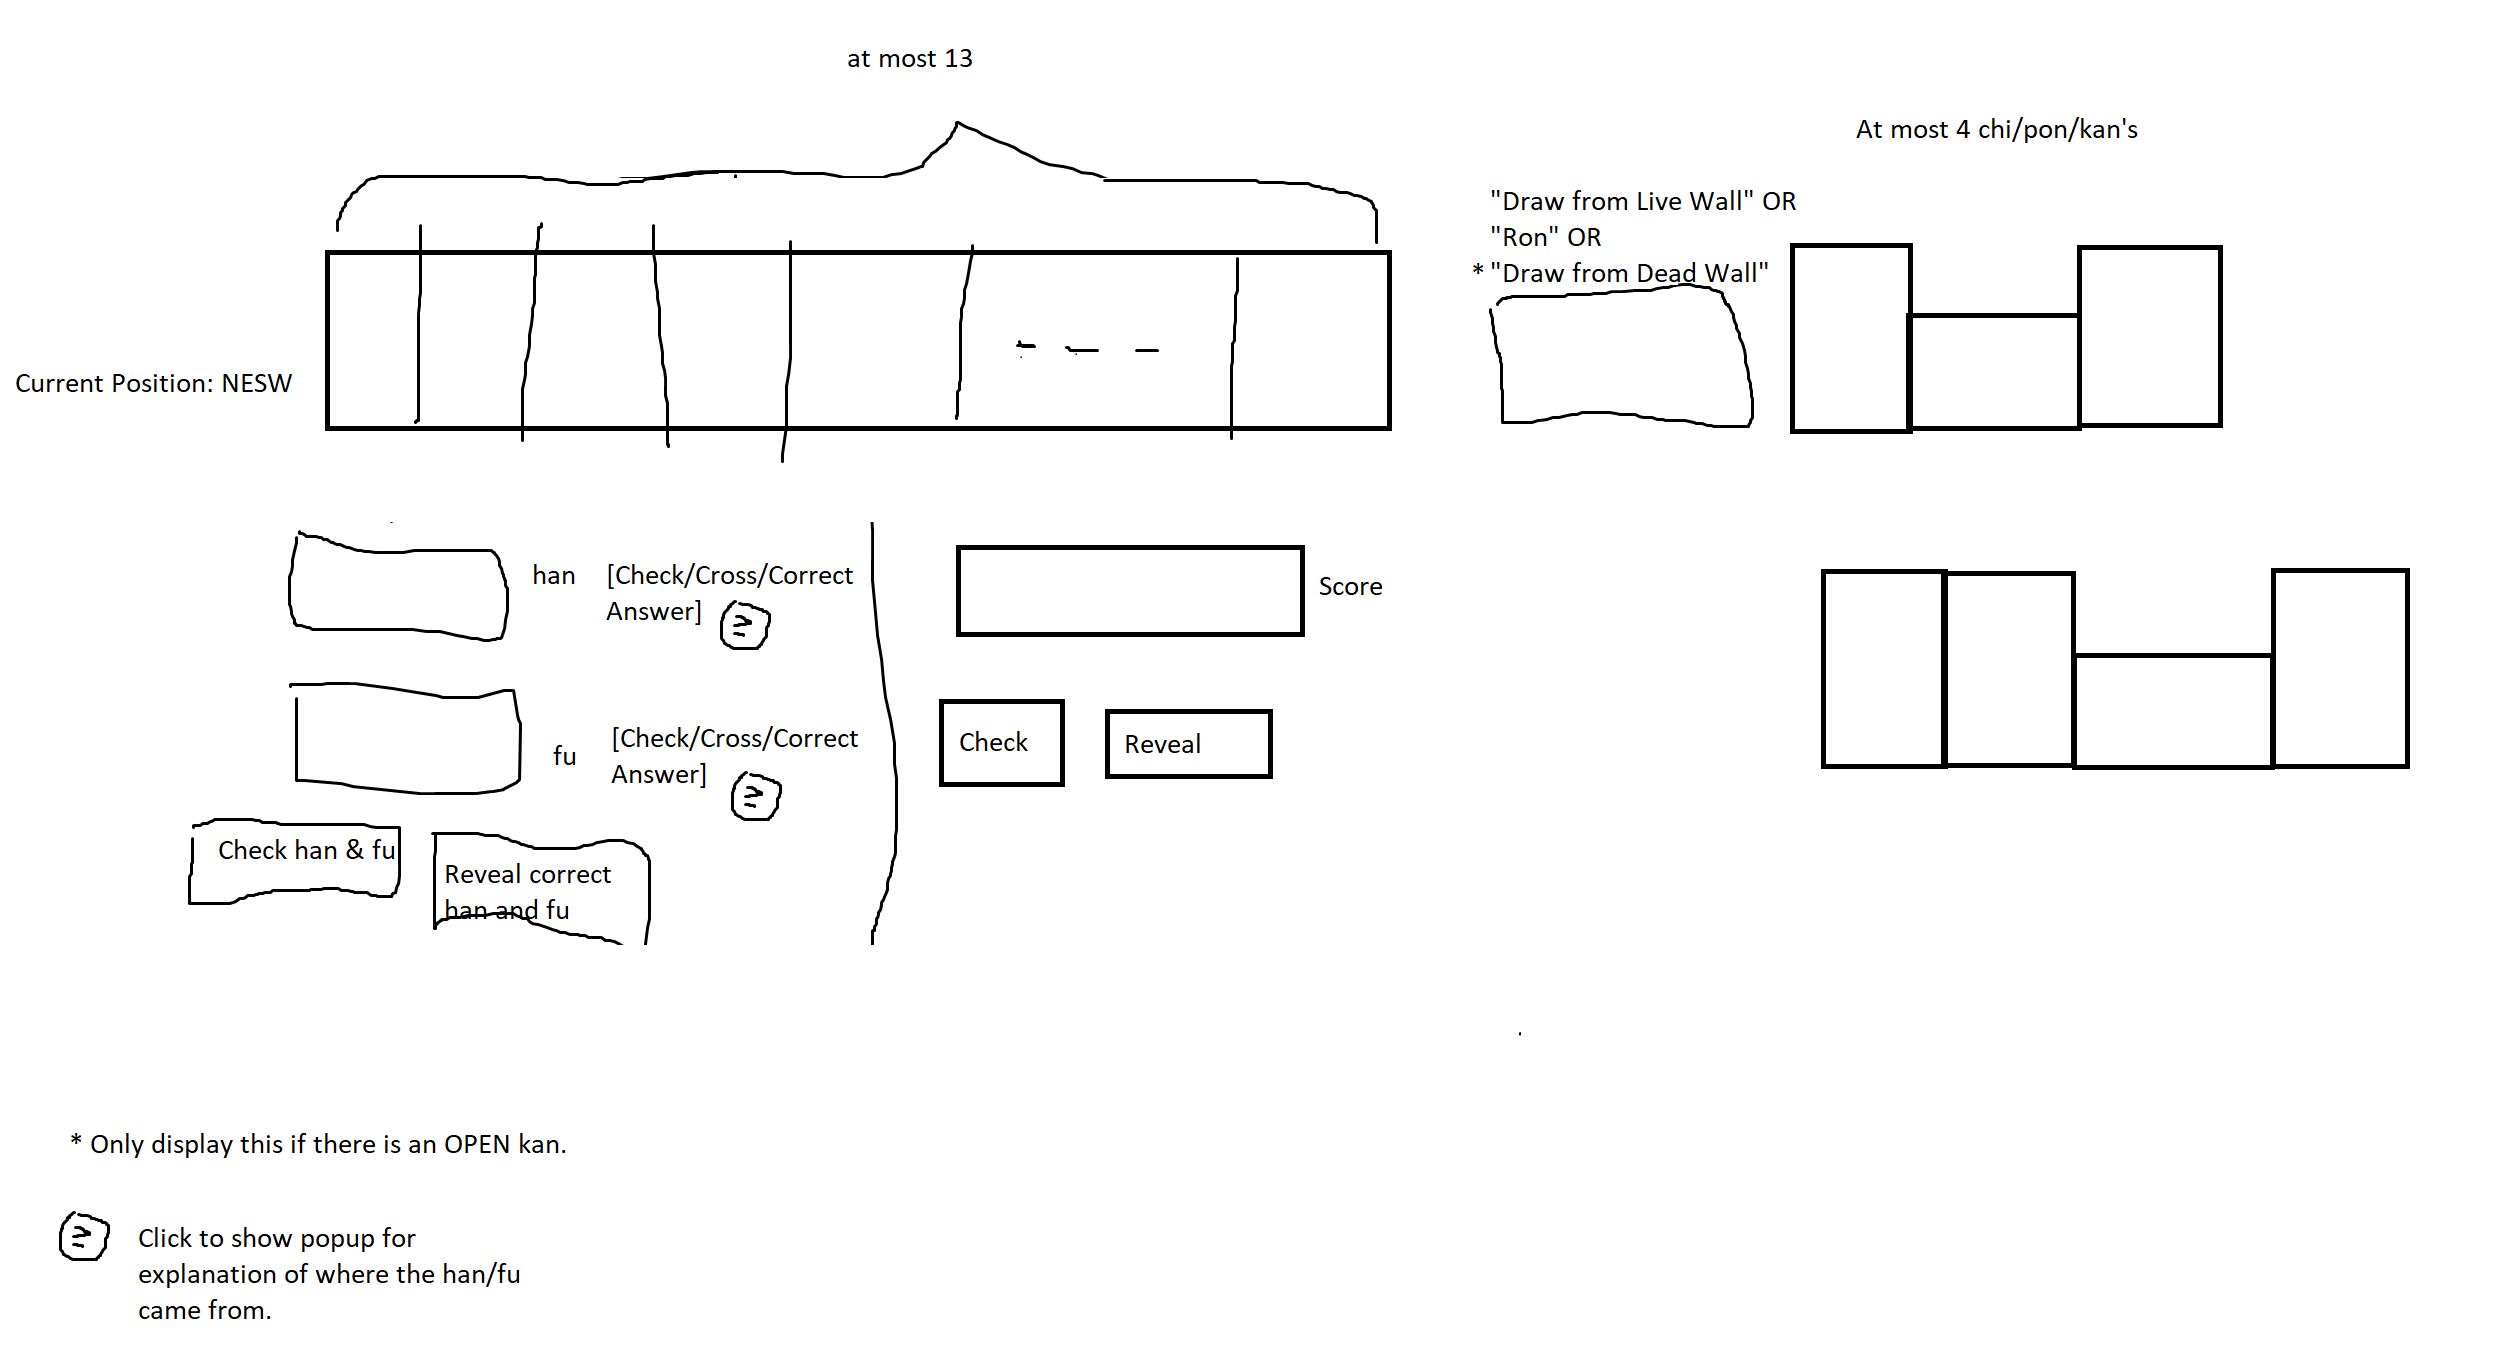 at most 13
At most 4 chi/pon/kan's
"Draw from Live Wall" OR
"Ron" OR
* "Draw from Dead Wall"
Current Position: NESW
han
[Check/Cross/Correct
Answer]
Score
fu
[Check/Cross/Correct
Answer]
Check
Reveal
Check han & fu
Reveal correct
han and fu
* Only display this if there is an OPEN kan.
Click to show popup for
explanation of where the han/fu
came from.